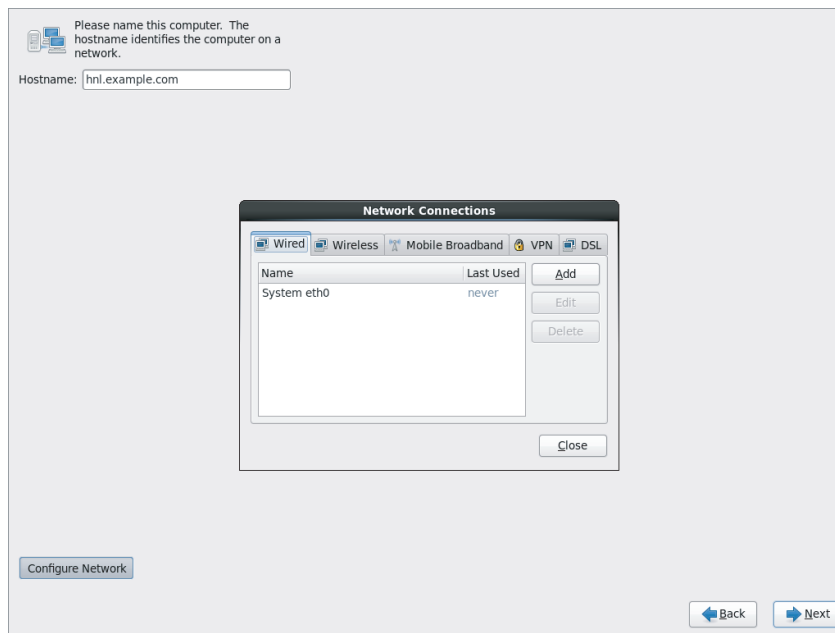 Please name this computer.  The
hostname identifies the computer on a
network.
Hostname: hnl.example.com
Network Connections
Wired Wireless Mobile Broadband VPN DSL
Name Last Used Add
System eth0 never Edit
Delete
Close
Configure Network
Back Next